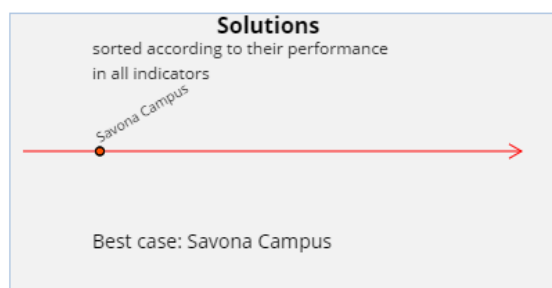 Solutions
sorted according to their performance
in all indicators
Savona Campus
Best case: Savona Campus